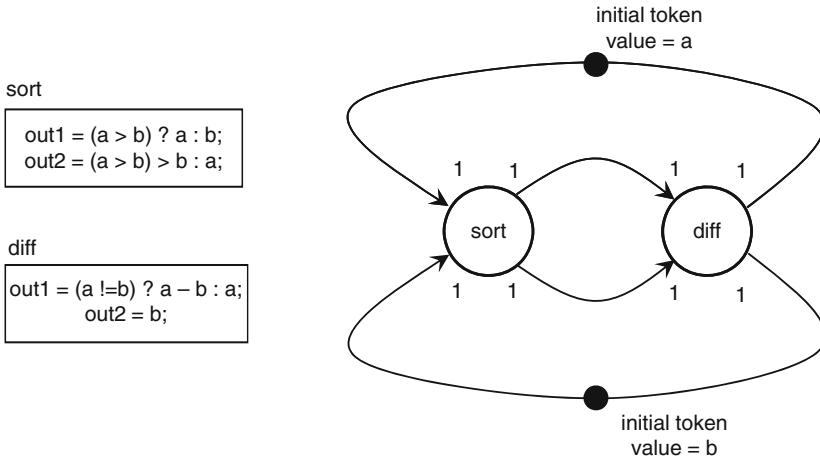 initial token
value = a
sort
out1 = (a > b) ? a : b;
out2 = (a > b) > b : a;
1 1 1 1
sort
diff
1 1 1 1
diff
out1 = (a !=b) ? a – b : a;
out2 = b;
initial token
value = b